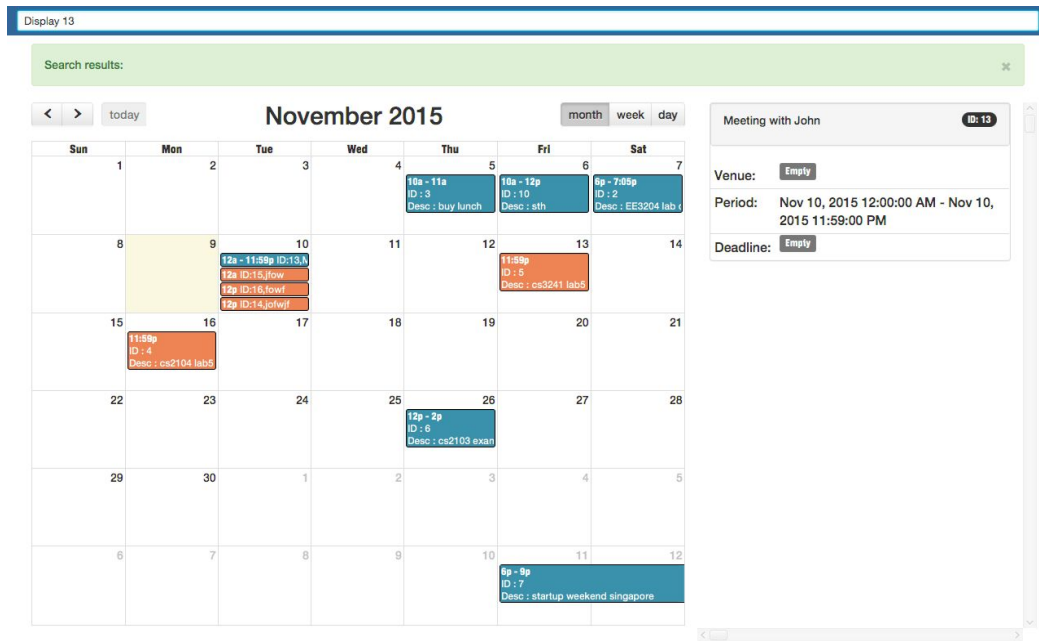 Display 13
Search results:
×
< > today
November 2015
month week day
Sun Mon Tue Wed Thu Fri Sat
1 2 3 4 5 6 7
10a - 11a
ID : 3
Desc : buy lunch
10a - 12p
ID : 10
Desc : sth
6p - 7:05p
ID : 2
Desc : EE3204 lab
8 9 10 11 12 13 14
12a - 11:59p ID:13,
12a ID:15,jfow
12p ID:16,fowf
12p ID:14,jofwjf
11:59p
ID : 5
Desc : cs3241 lab5
15 16 17 18 19 20 21
11:59p
ID : 4
Desc : cs2104 lab5
22 23 24 25 26 27 28
12p - 2p
ID : 6
Desc : cs2103 exan
29 30 1 2 3 4 5
6 7 8 9 10 11 12
6p - 9p
ID : 7
Desc : startup weekend singapore
Meeting with John ID: 13
Venue: Empty
Period: Nov 10, 2015 12:00:00 AM - Nov 10,
2015 11:59:00 PM
Deadline: Empty